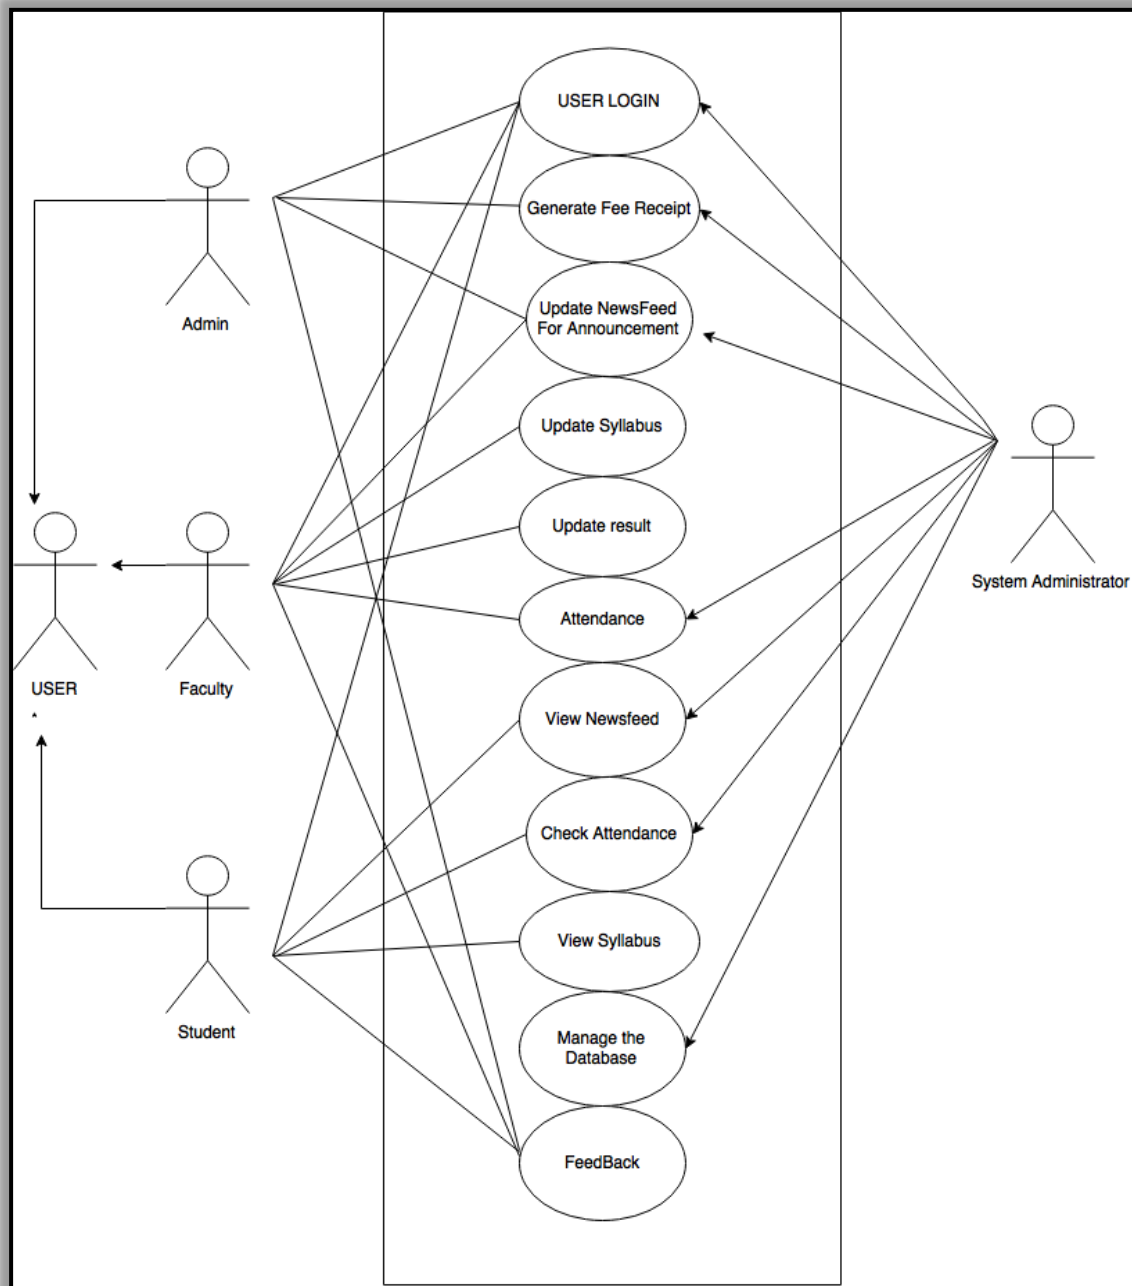 USER LOGIN
Generate Fee Receipt
Update NewsFeed
For Announcement
Admin
Update Syllabus
Update result
System Administrator
Attendance
USER
Faculty
*
View Newsfeed
Check Attendance
View Syllabus
Student
Manage the
Database
FeedBack